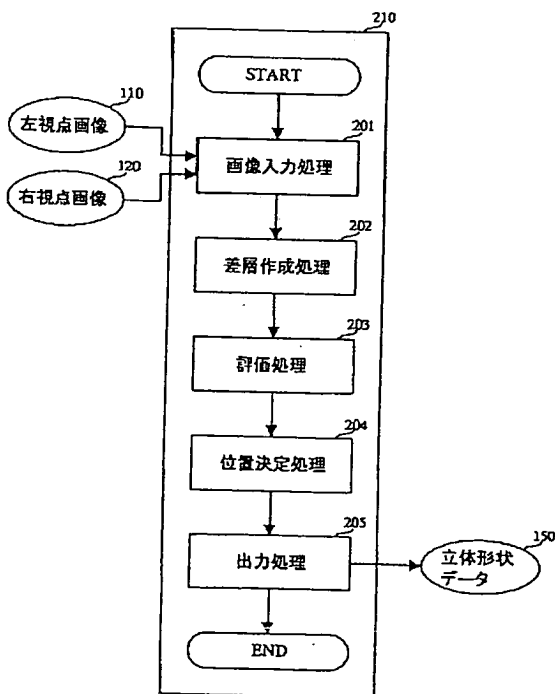 210
START
110
左視点画像
201
画像入力処理
120
右視点画像
202
差層作成処理
203
評価処理
204
位置決定処理
205
出力処理
150
立体形状
データ
END